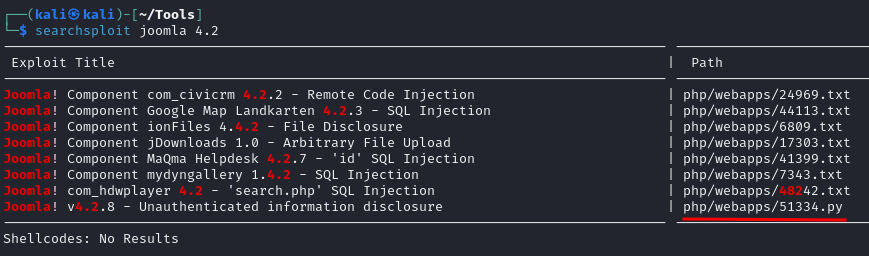 ┌──(kali㉿kali)-[~/Tools]
└─$ searchsploit joomla 4.2
Exploit Title | Path
Joomla! Component com_civicrm 4.2.2 - Remote Code Injection | php/webapps/24969.txt
Joomla! Component Google Map Landkarten 4.2.3 - SQL Injection | php/webapps/44113.txt
Joomla! Component ionFiles 4.4.2 - File Disclosure | php/webapps/6809.txt
Joomla! Component jDownloads 1.0 - Arbitrary File Upload | php/webapps/17303.txt
Joomla! Component MaQma Helpdesk 4.2.7 - 'id' SQL Injection | php/webapps/41399.txt
Joomla! Component mydyngallery 1.4.2 - SQL Injection | php/webapps/7343.txt
Joomla! com_hdwplayer 4.2 - 'search.php' SQL Injection | php/webapps/48242.txt
Joomla! v4.2.8 - Unauthenticated information disclosure | php/webapps/51334.py
Shellcodes: No Results